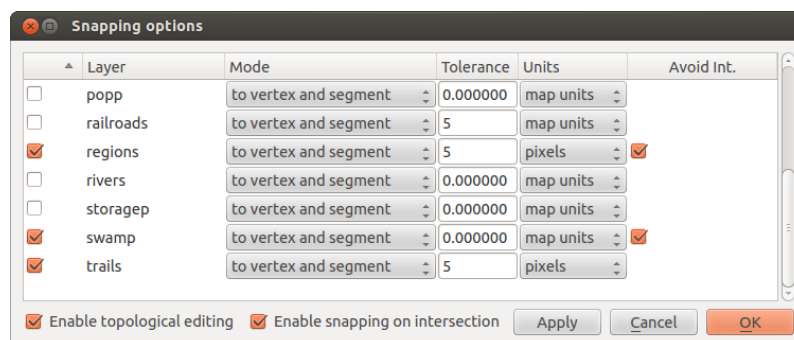 Snapping options
Layer Mode Tolerance Units Avoid Int.
popp to vertex and segment 0.000000 map units
railroads to vertex and segment 5 map units
regions to vertex and segment 5 pixels
rivers to vertex and segment 0.000000 map units
storagep to vertex and segment 0.000000 map units
swamp to vertex and segment 0.000000 map units
trails to vertex and segment 5 pixels
Enable topological editing Enable snapping on intersection Apply Cancel OK